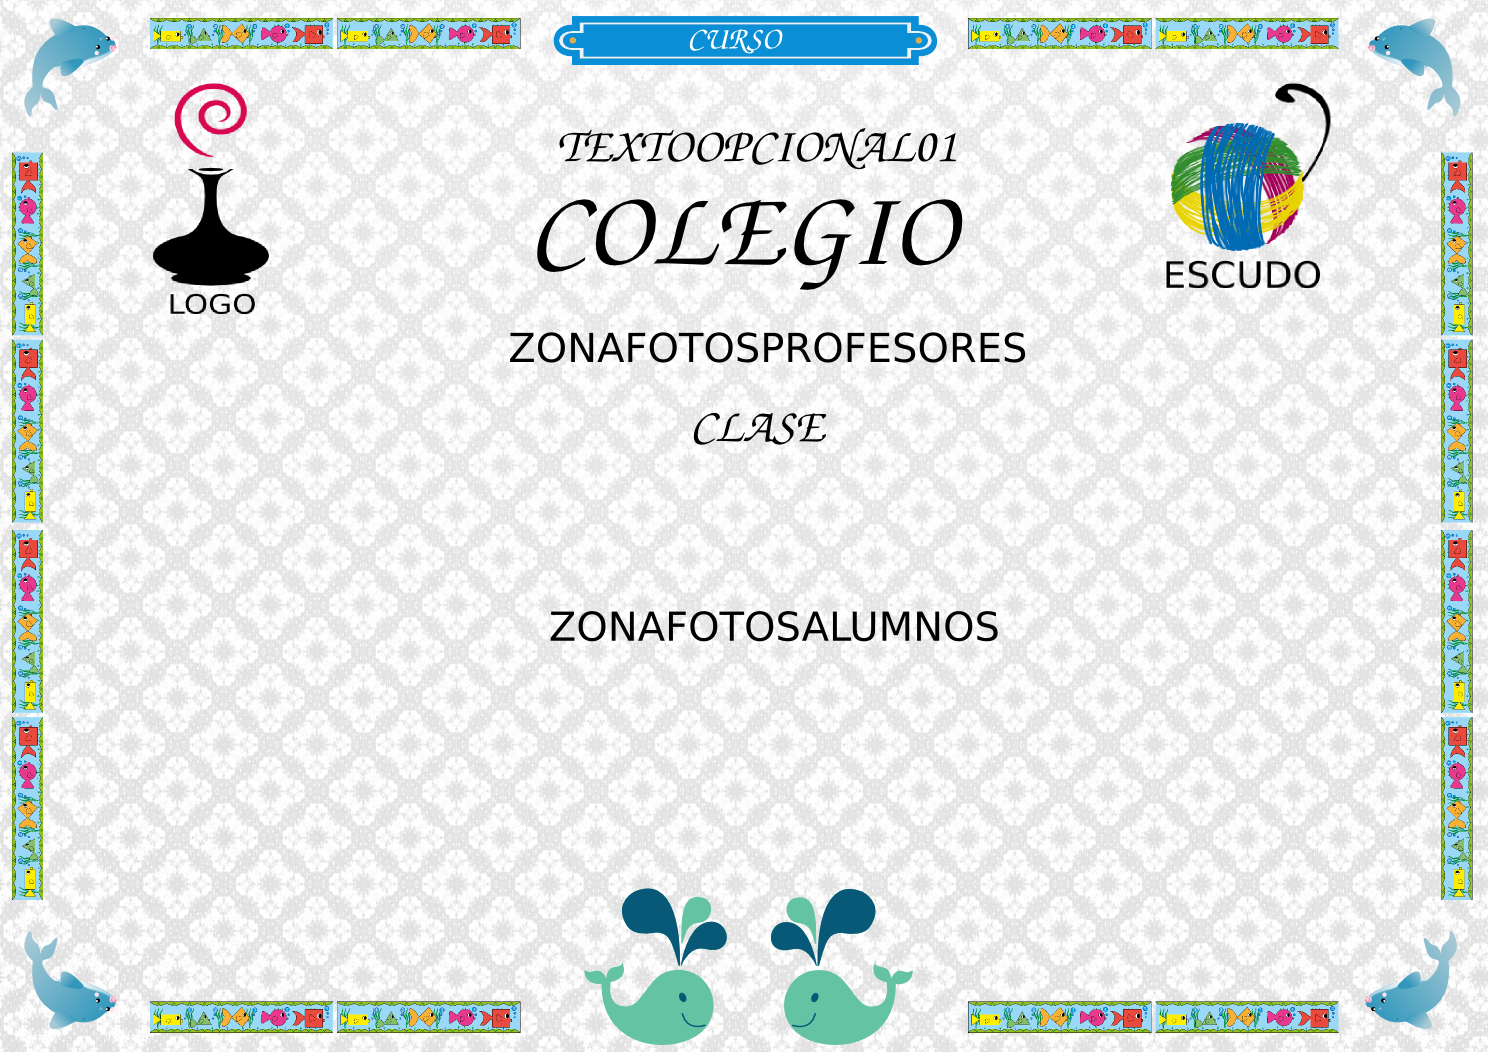 CURSO
TEXTOOPCIONAL01
COLEGIO
LOGO
ESCUDO
ZONAFOTOSPROFESORES
CLASE
ZONAFOTOSALUMNOS